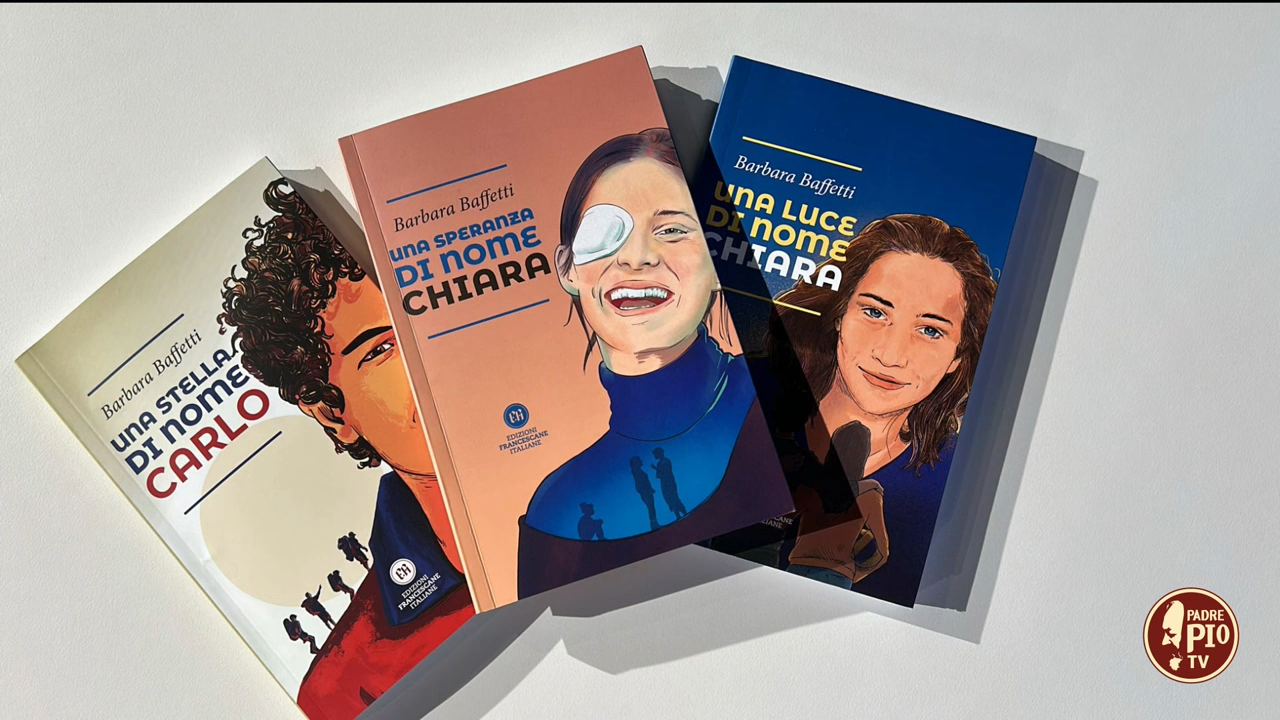 Barbara Baffetti
UNA STELLA
DI NOME
CARLO
EDIZIONI
FRANCESCANE
ITALIANE
Barbara Baffetti
UNA SPERANZA
DI NOME
CHIARA
EDIZIONI
FRANCESCANE
ITALIANE
Barbara Baffetti
UNA LUCE
DI NOME
CHIARA
PADRE
PIO
TV